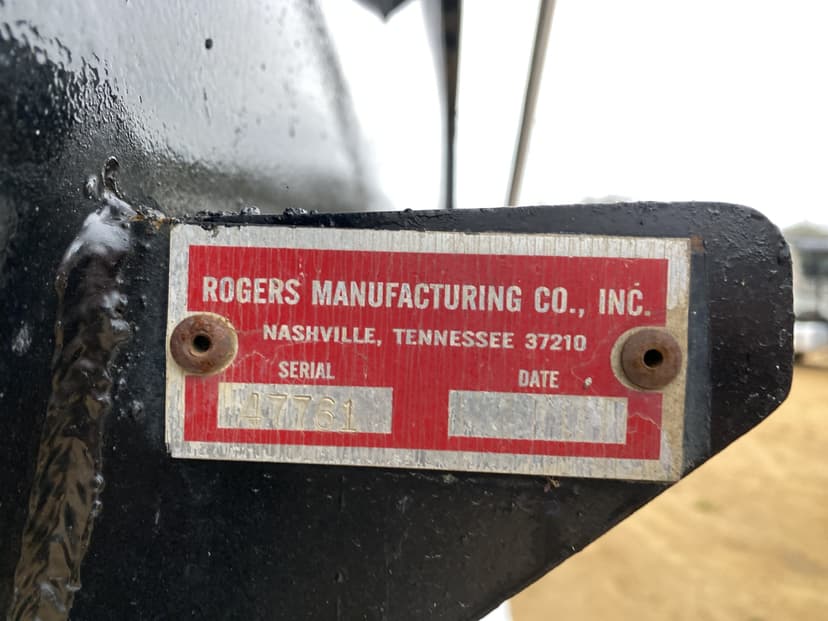 ROGERS MANUFACTURING CO., INC.
NASHVILLE, TENNESSEE 37210
SERIAL DATE
47761